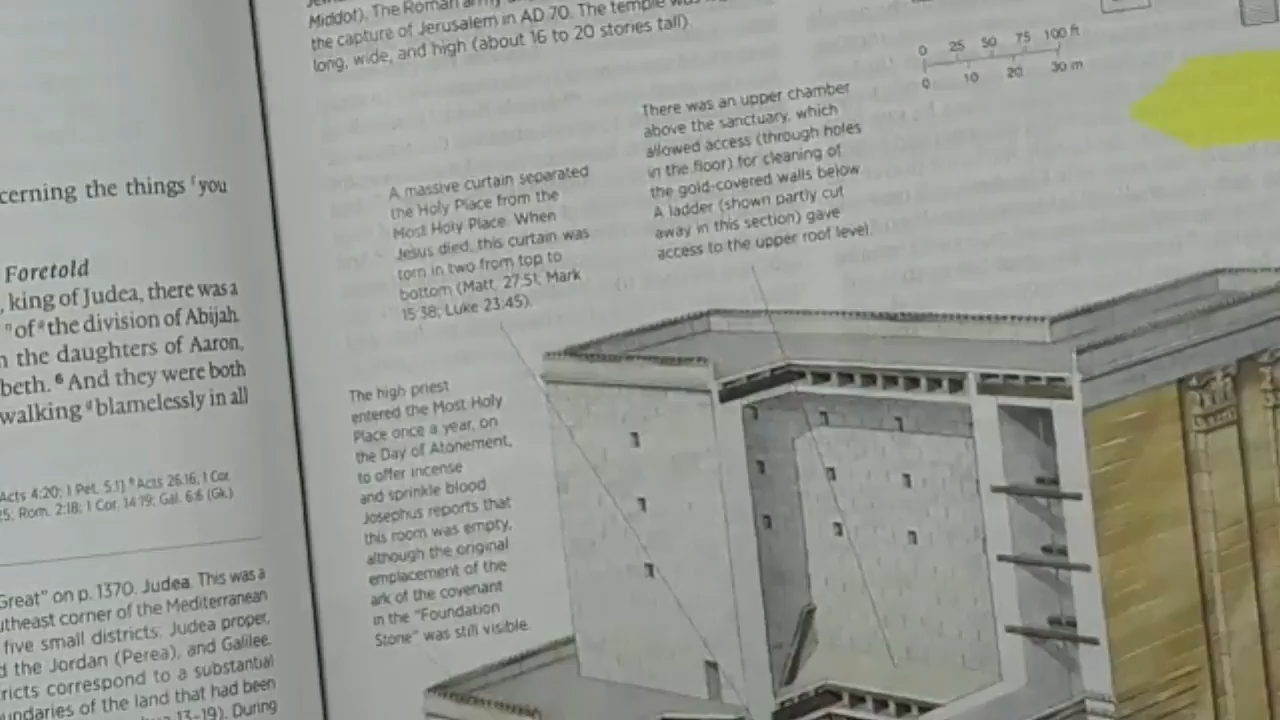 cerning the things ᶠyou
Foretold
, king of Judea, there was a
ⁿof ᵒthe division of Abijah.
the daughters of Aaron,
beth. ⁶And they were both
walking ᑫblamelessly in all
Acts 4:20; 1 Pet. 5:1] ᵍActs 26:16; 1 Cor.
Rom. 2:18; 1 Cor. 14:19; Gal. 6:6 (Gk.)
Great" on p. 1370. Judea. This was a
corner of the Mediterranean
five small districts: Judea proper,
the Jordan (Perea), and Galilee.
correspond to a substantial
of the land that had been
13–19). During
Middot). The Roman army
the capture of Jerusalem in AD 70. The temple was
long, wide, and high (about 16 to 20 stories tall).
0 25 50 75 100 ft
0 10 20 30 m
A massive curtain separated
the Holy Place from the
Most Holy Place. When
Jesus died, this curtain was
torn in two from top to
bottom (Matt. 27:51; Mark
15:38; Luke 23:45).
There was an upper chamber
above the sanctuary, which
allowed access (through holes
in the floor) for cleaning of
the gold-covered walls below.
A ladder (shown partly cut
away in this section) gave
access to the upper roof level.
The high priest
entered the Most Holy
Place once a year, on
the Day of Atonement,
to offer incense
and sprinkle blood.
Josephus reports that
this room was empty,
although the original
emplacement of the
ark of the covenant
in the "Foundation
Stone" was still visible.